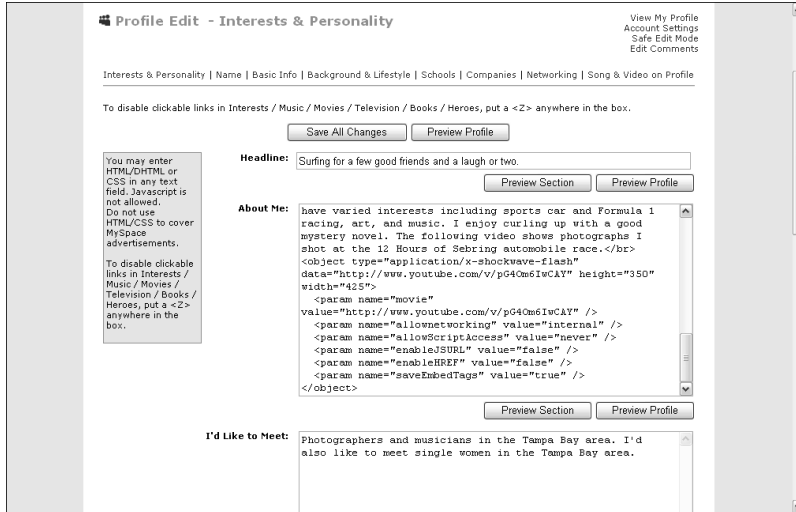 Profile Edit - Interests & Personality
View My Profile
Account Settings
Safe Edit Mode
Edit Comments
Interests & Personality | Name | Basic Info | Background & Lifestyle | Schools | Companies | Networking | Song & Video on Profile
To disable clickable links in Interests / Music / Movies / Television / Books / Heroes, put a <Z> anywhere in the box.
Save All Changes
Preview Profile
You may enter
HTML/DHTML or
CSS in any text
field. Javascript is
not allowed.
Do not use
HTML/CSS to cover
MySpace
advertisements.
To disable clickable
links in Interests /
Music / Movies /
Television / Books /
Heroes, put a <Z>
anywhere in the
box.
Headline:
Surfing for a few good friends and a laugh or two.
Preview Section
Preview Profile
About Me:
have varied interests including sports car and Formula 1
racing, art, and music. I enjoy curling up with a good
mystery novel. The following video shows photographs I
shot at the 12 Hours of Sebring automobile race.</br>
<object type="application/x-shockwave-flash"
data="http://www.youtube.com/v/pG4Om6IwCAY" height="350"
width="425">
<param name="movie"
value="http://www.youtube.com/v/pG4Om6IwCAY" />
<param name="allownetworking" value="internal" />
<param name="allowScriptAccess" value="never" />
<param name="enableJSURL" value="false" />
<param name="enableHREF" value="false" />
<param name="saveEmbedTags" value="true" />
</object>
Preview Section
Preview Profile
I'd Like to Meet:
Photographers and musicians in the Tampa Bay area. I'd
also like to meet single women in the Tampa Bay area.